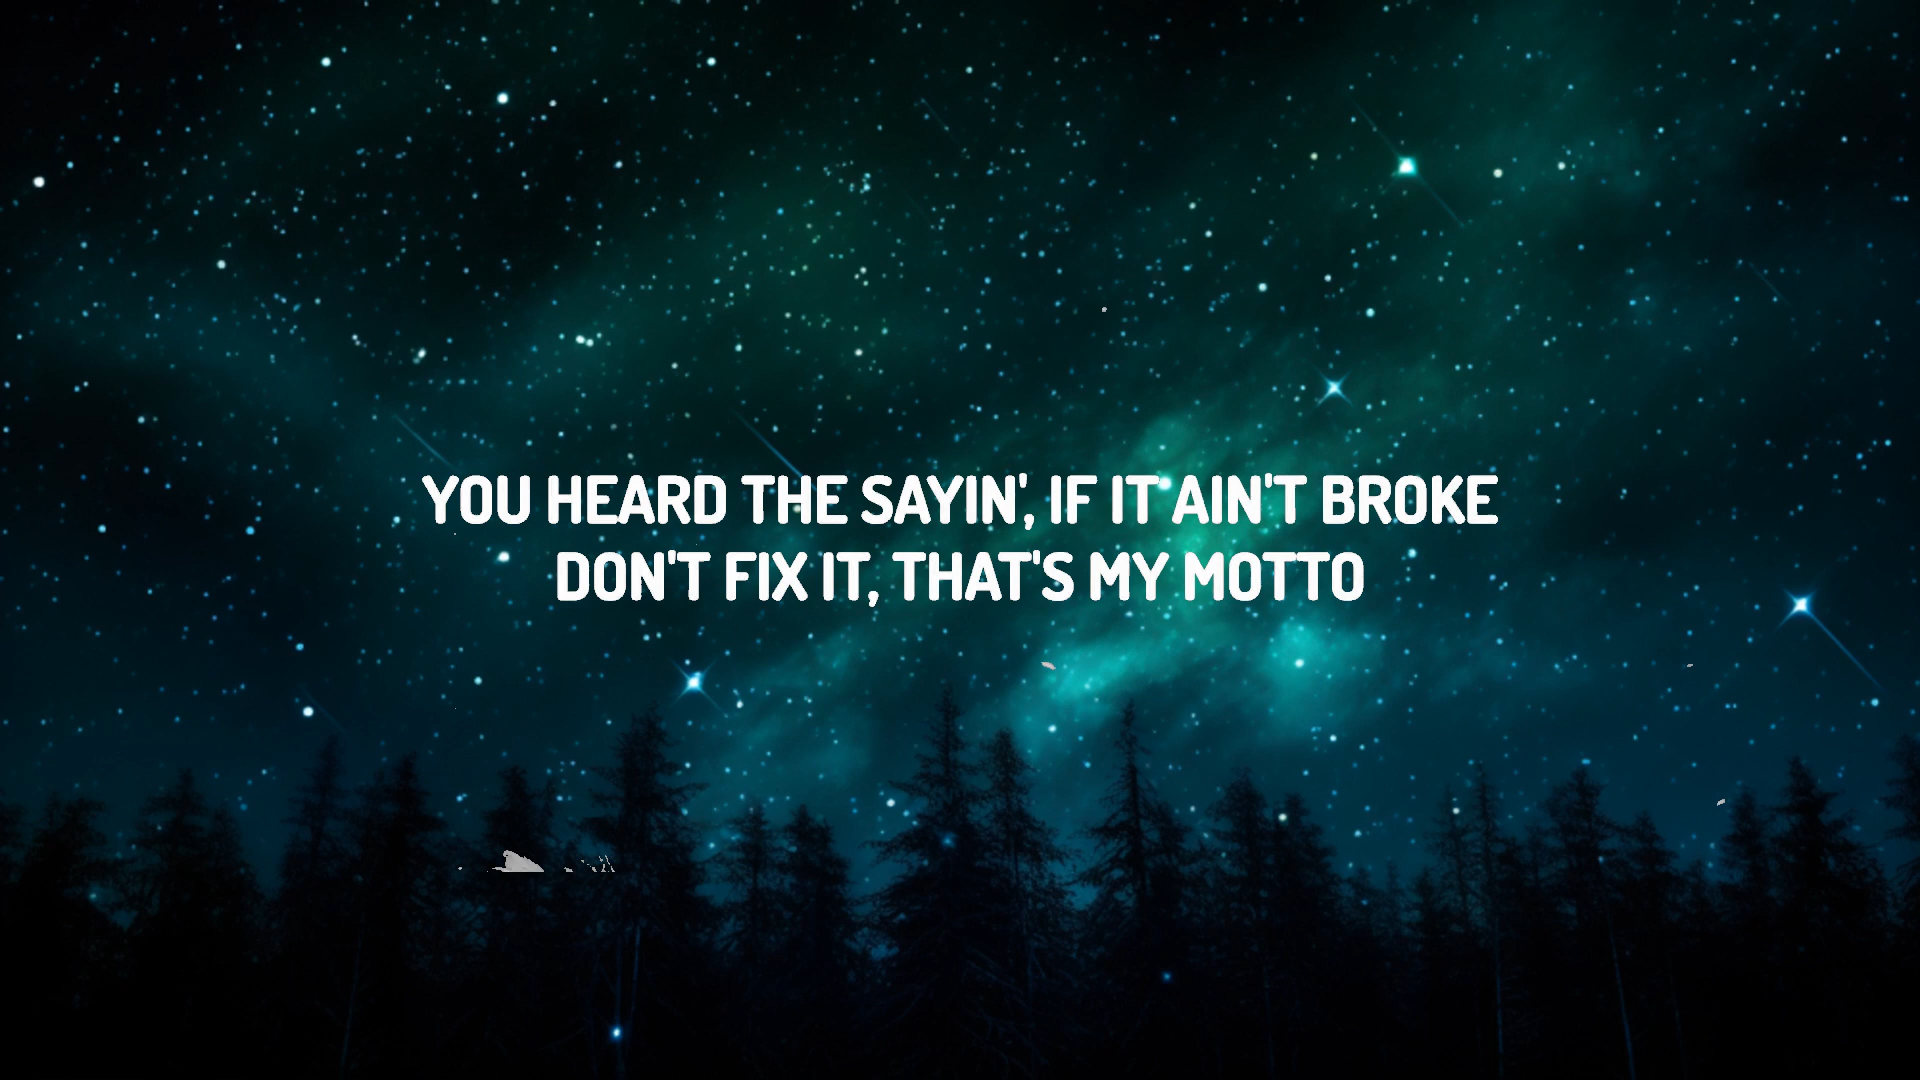 YOU HEARD THE SAYIN', IF IT AIN'T BROKE
DON'T FIX IT, THAT'S MY MOTTO